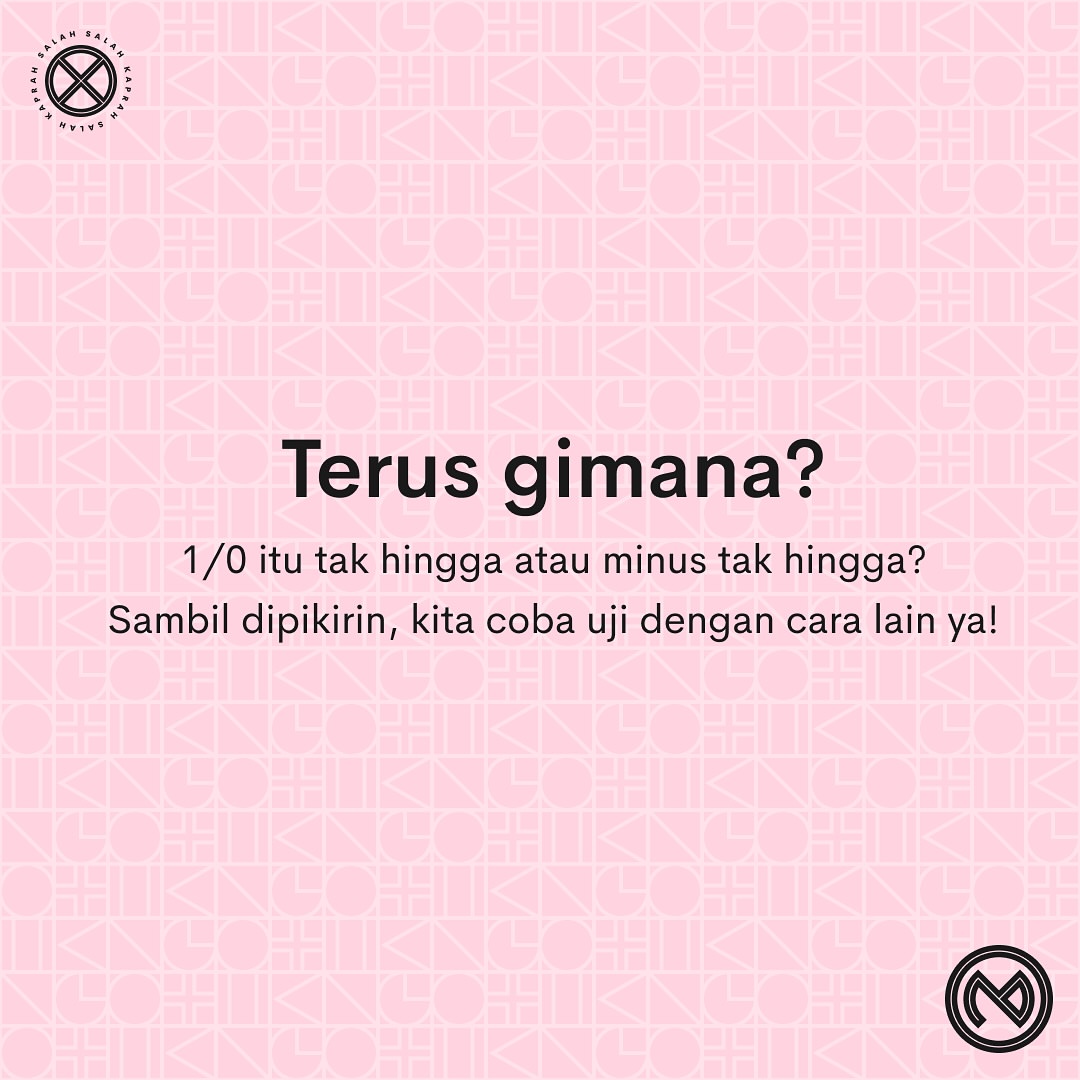 SALAH KAPRAH SALAH KAPRAH SALAH
Terus gimana?
1/0 itu tak hingga atau minus tak hingga?
Sambil dipikirin, kita coba uji dengan cara lain ya!